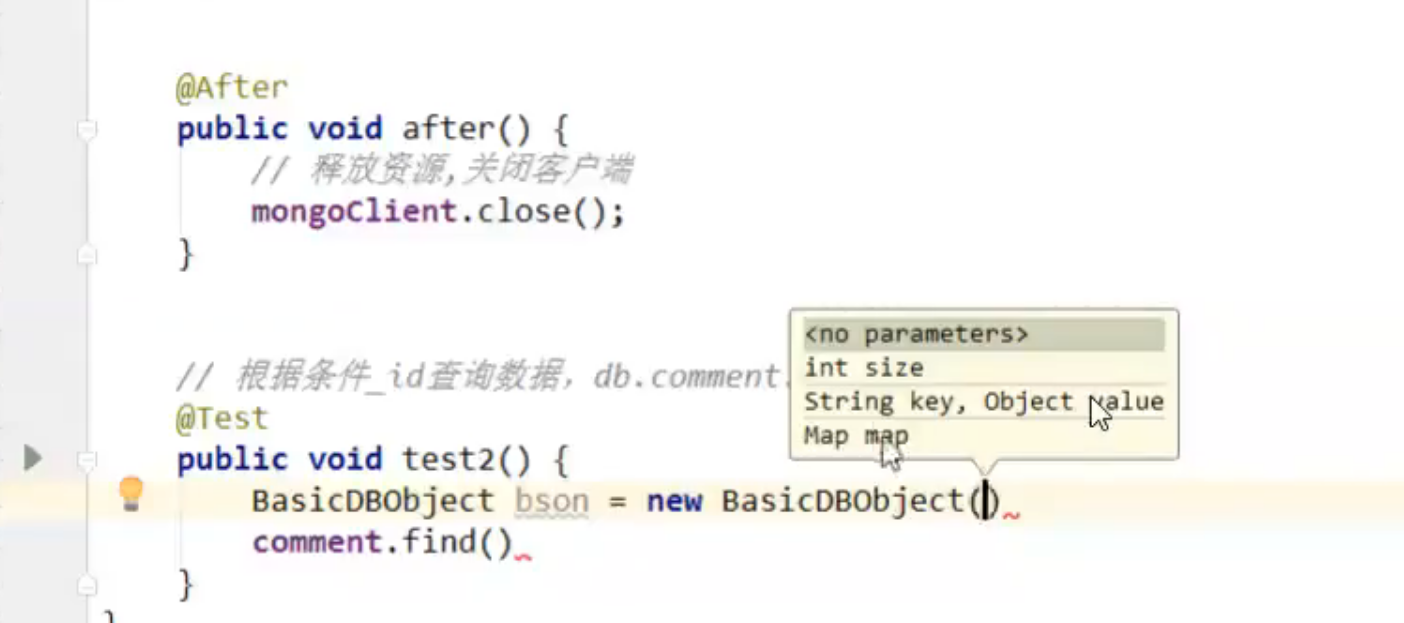 @After
public void after() {
// 释放资源,关闭客户端
mongoClient.close();
}
// 根据条件_id查询数据，db.comment.
@Test
public void test2() {
BasicDBObject bson = new BasicDBObject()
comment.find()
}
}
<no parameters>
int size
String key, Object value
Map map